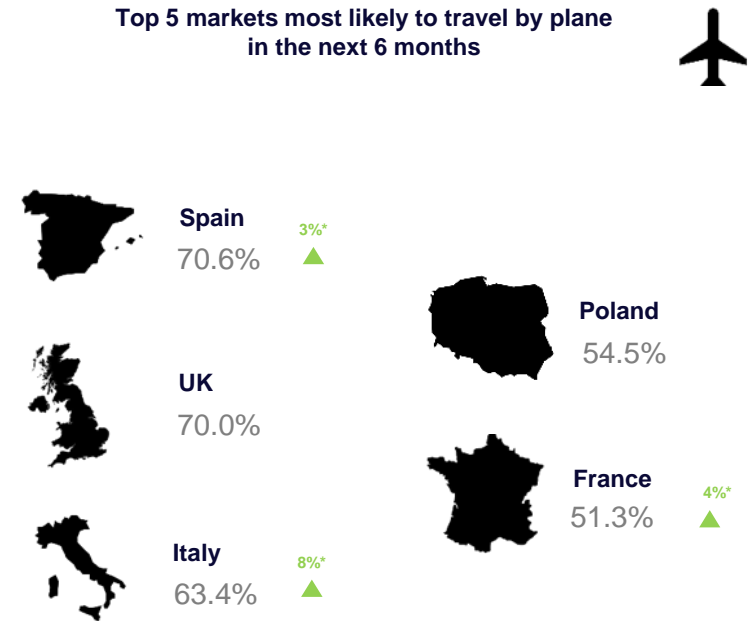 Top 5 markets most likely to travel by plane
in the next 6 months
Spain
70.6%
3%*
UK
70.0%
Italy
63.4%
8%*
Poland
54.5%
France
51.3%
4%*